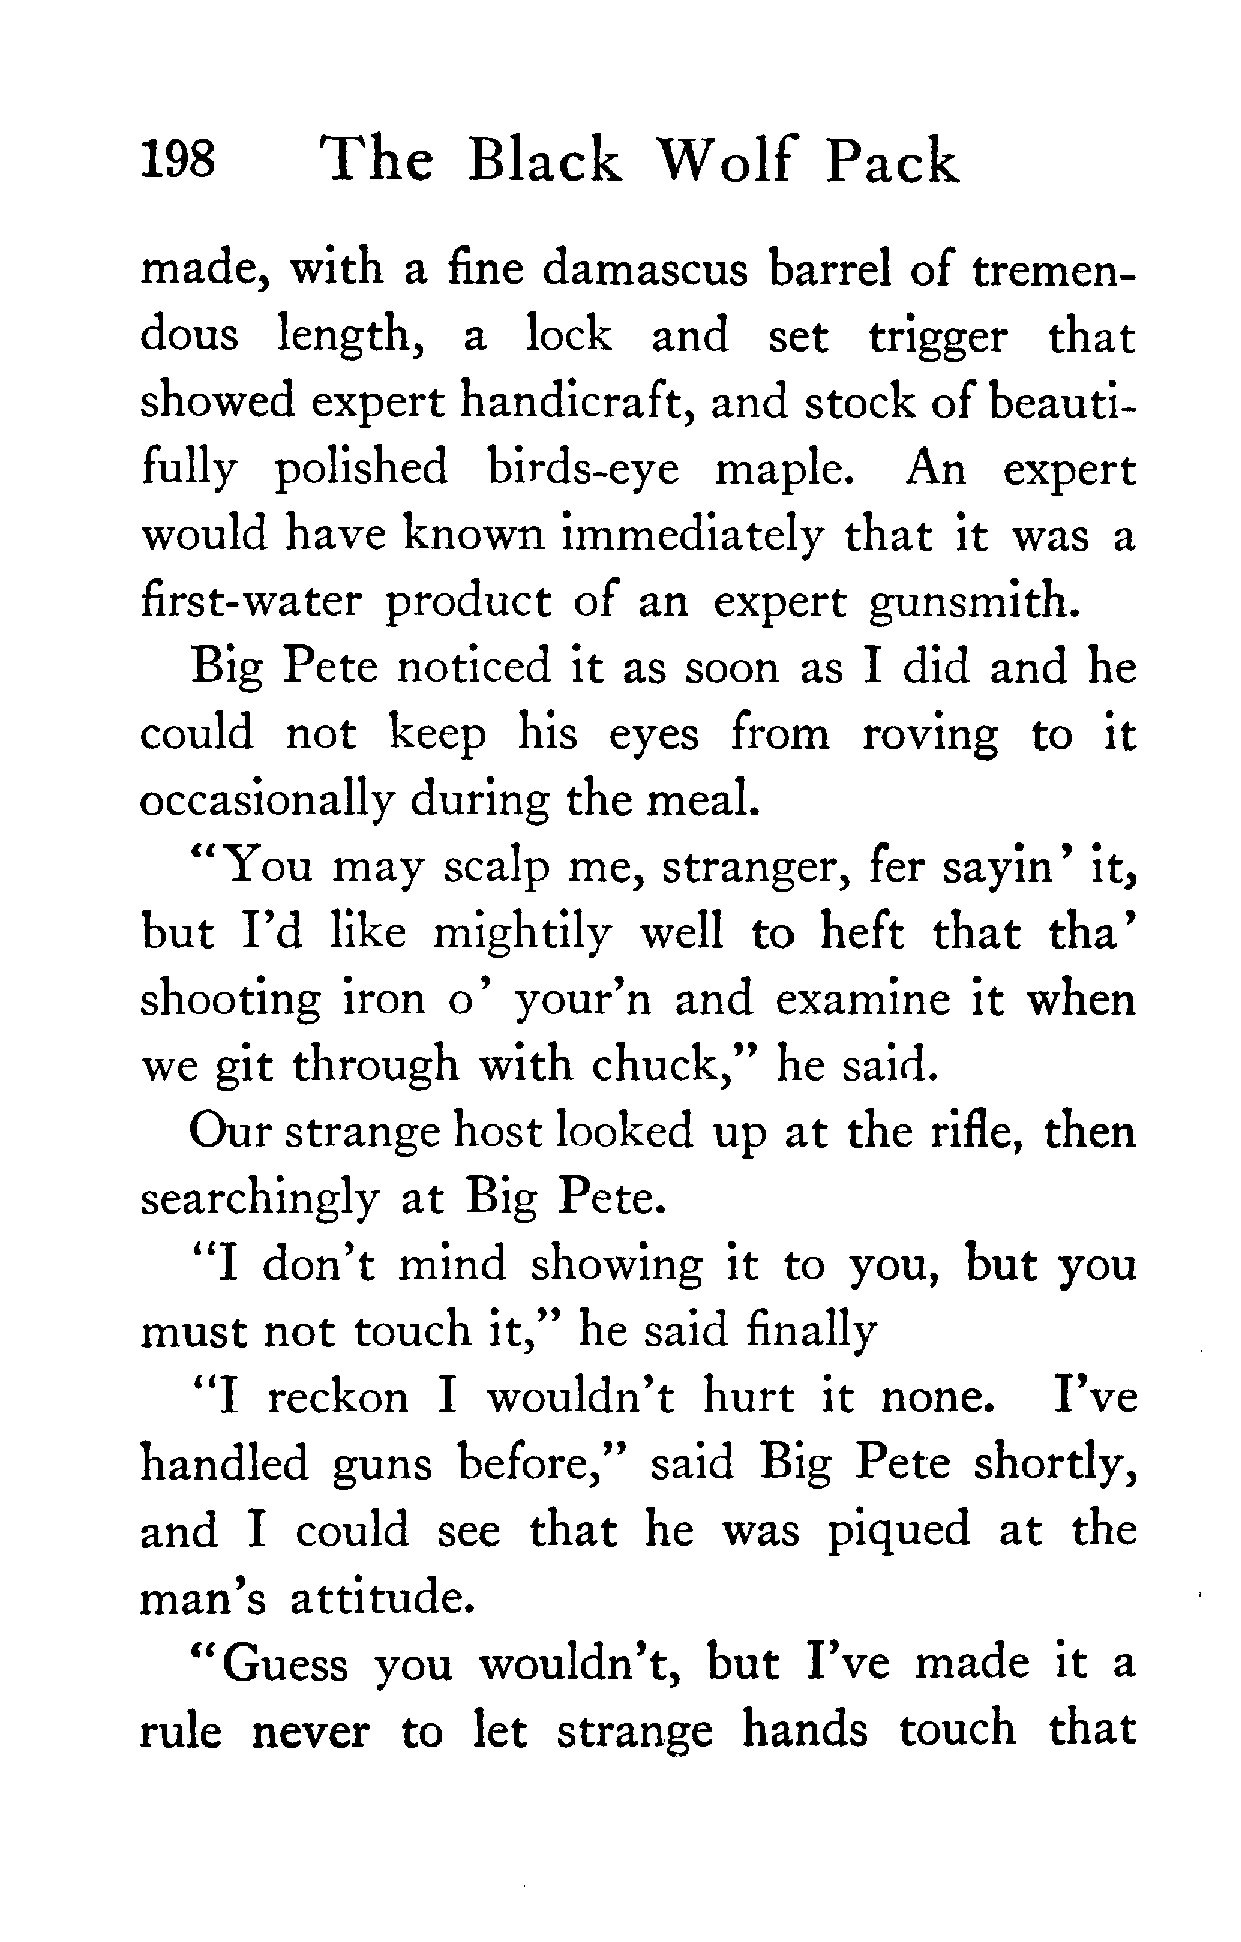 198 The Black Wolf Pack
made, with a fine damascus barrel of tremen-
dous length, a lock and set trigger that
showed expert handicraft, and stock of beauti-
fully polished birds-eye maple. An expert
would have known immediately that it was a
first-water product of an expert gunsmith.
Big Pete noticed it as soon as I did and he
could not keep his eyes from roving to it
occasionally during the meal.
“You may scalp me, stranger, fer sayin’ it,
but I’d like mightily well to heft that tha’
shooting iron o’ your’n and examine it when
we git through with chuck,” he said.
Our strange host looked up at the rifle, then
searchingly at Big Pete.
“I don’t mind showing it to you, but you
must not touch it,” he said finally
“I reckon I wouldn’t hurt it none. I’ve
handled guns before,” said Big Pete shortly,
and I could see that he was piqued at the
man’s attitude.
“Guess you wouldn’t, but I’ve made it a
rule never to let strange hands touch that